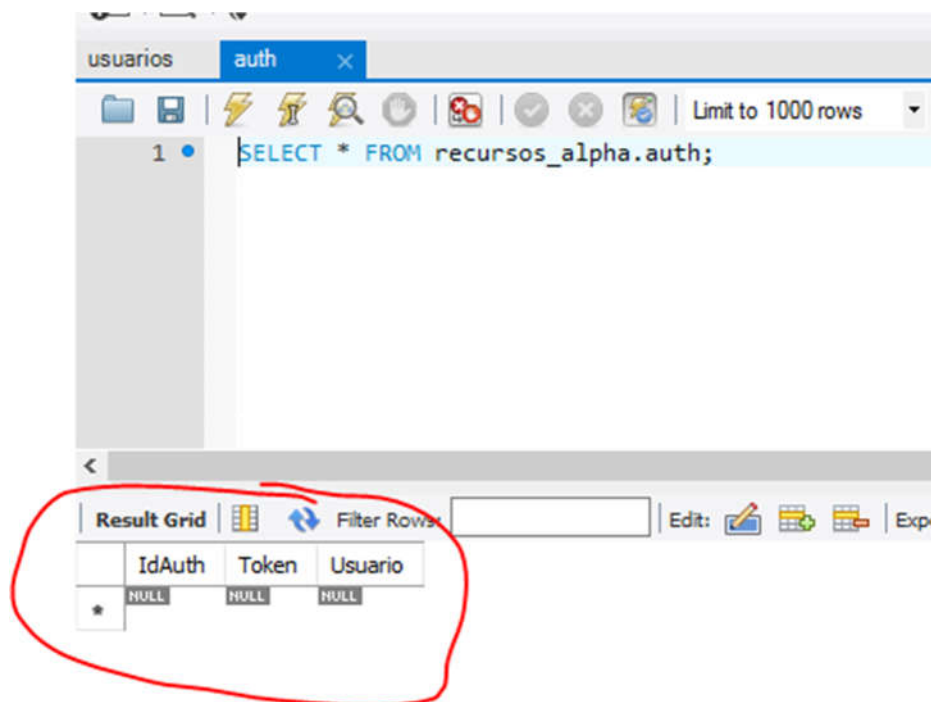 usuarios auth
Limit to 1000 rows
1 SELECT * FROM recursos_alpha.auth;
Result Grid Filter Rows: Edit:
IdAuth Token Usuario
* NULL NULL NULL